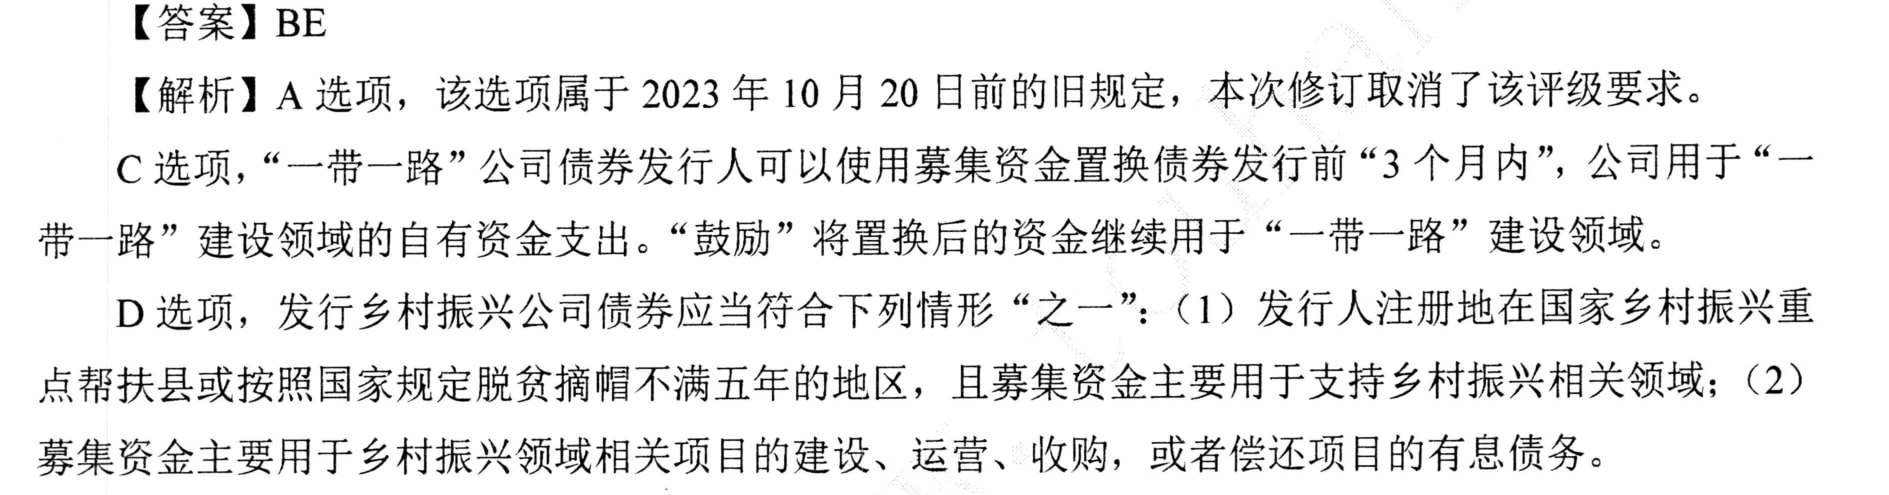 【答案】BE
【解析】A 选项，该选项属于 2023 年 10 月 20 日前的旧规定，本次修订取消了该评级要求。
C 选项，“一带一路”公司债券发行人可以使用募集资金置换债券发行前“3 个月内”，公司用于“一
带一路”建设领域的自有资金支出。“鼓励”将置换后的资金继续用于“一带一路”建设领域。
D 选项，发行乡村振兴公司债券应当符合下列情形“之一”：（1）发行人注册地在国家乡村振兴重
点帮扶县或按照国家规定脱贫摘帽不满五年的地区，且募集资金主要用于支持乡村振兴相关领域；（2）
募集资金主要用于乡村振兴领域相关项目的建设、运营、收购，或者偿还项目的有息债务。